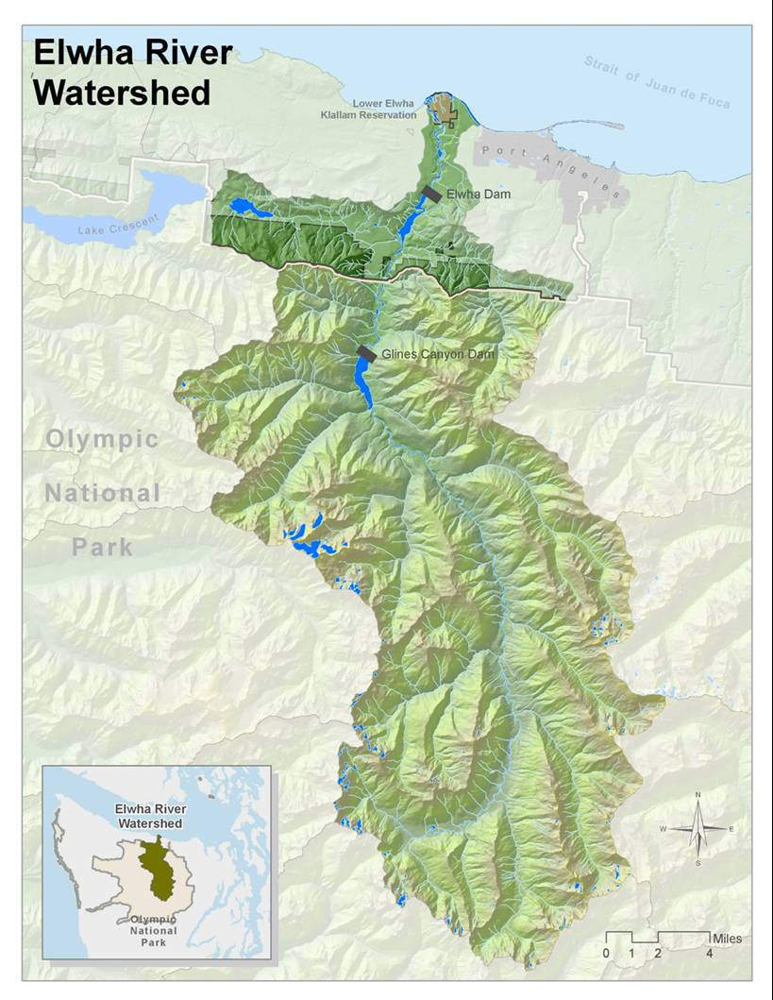 Elwha River
Watershed
Strait of Juan de Fuca
Lower Elwha
Klallam Reservation
Port Angeles
Elwha Dam
Lake Crescent
Glines Canyon Dam
Olympic
National
Park
Elwha River
Watershed
Olympic
National
Park
N
W E
S
Miles
0 1 2 4